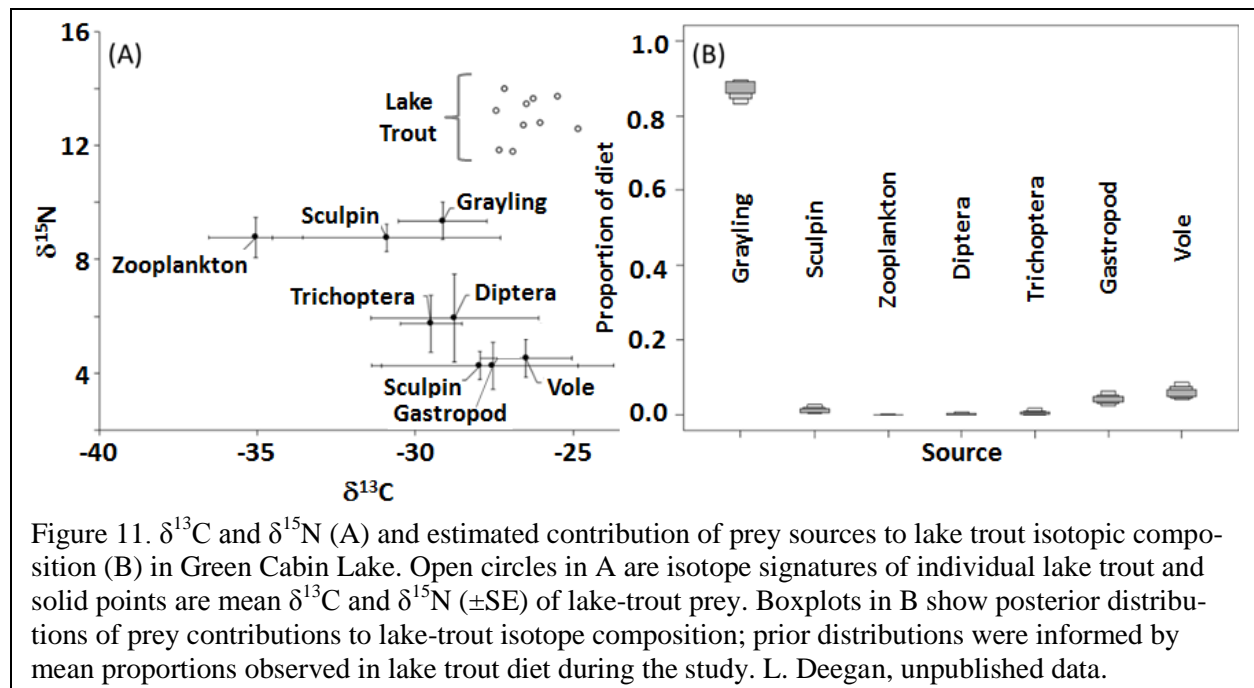 (A)
16
12
8
4
δ15N
Lake
Trout
Grayling
Sculpin
Zooplankton
Trichoptera
Diptera
Sculpin
Vole
Gastropod
-40
-35
-30
-25
δ13C
(B)
1.0
0.8
0.6
0.4
0.2
0.0
Proportion of diet
Grayling
Sculpin
Zooplankton
Diptera
Trichoptera
Gastropod
Vole
Source
Figure 11. δ13C and δ15N (A) and estimated contribution of prey sources to lake trout isotopic compo-
sition (B) in Green Cabin Lake. Open circles in A are isotope signatures of individual lake trout and
solid points are mean δ13C and δ15N (±SE) of lake-trout prey. Boxplots in B show posterior distribu-
tions of prey contributions to lake-trout isotope composition; prior distributions were informed by
mean proportions observed in lake trout diet during the study. L. Deegan, unpublished data.